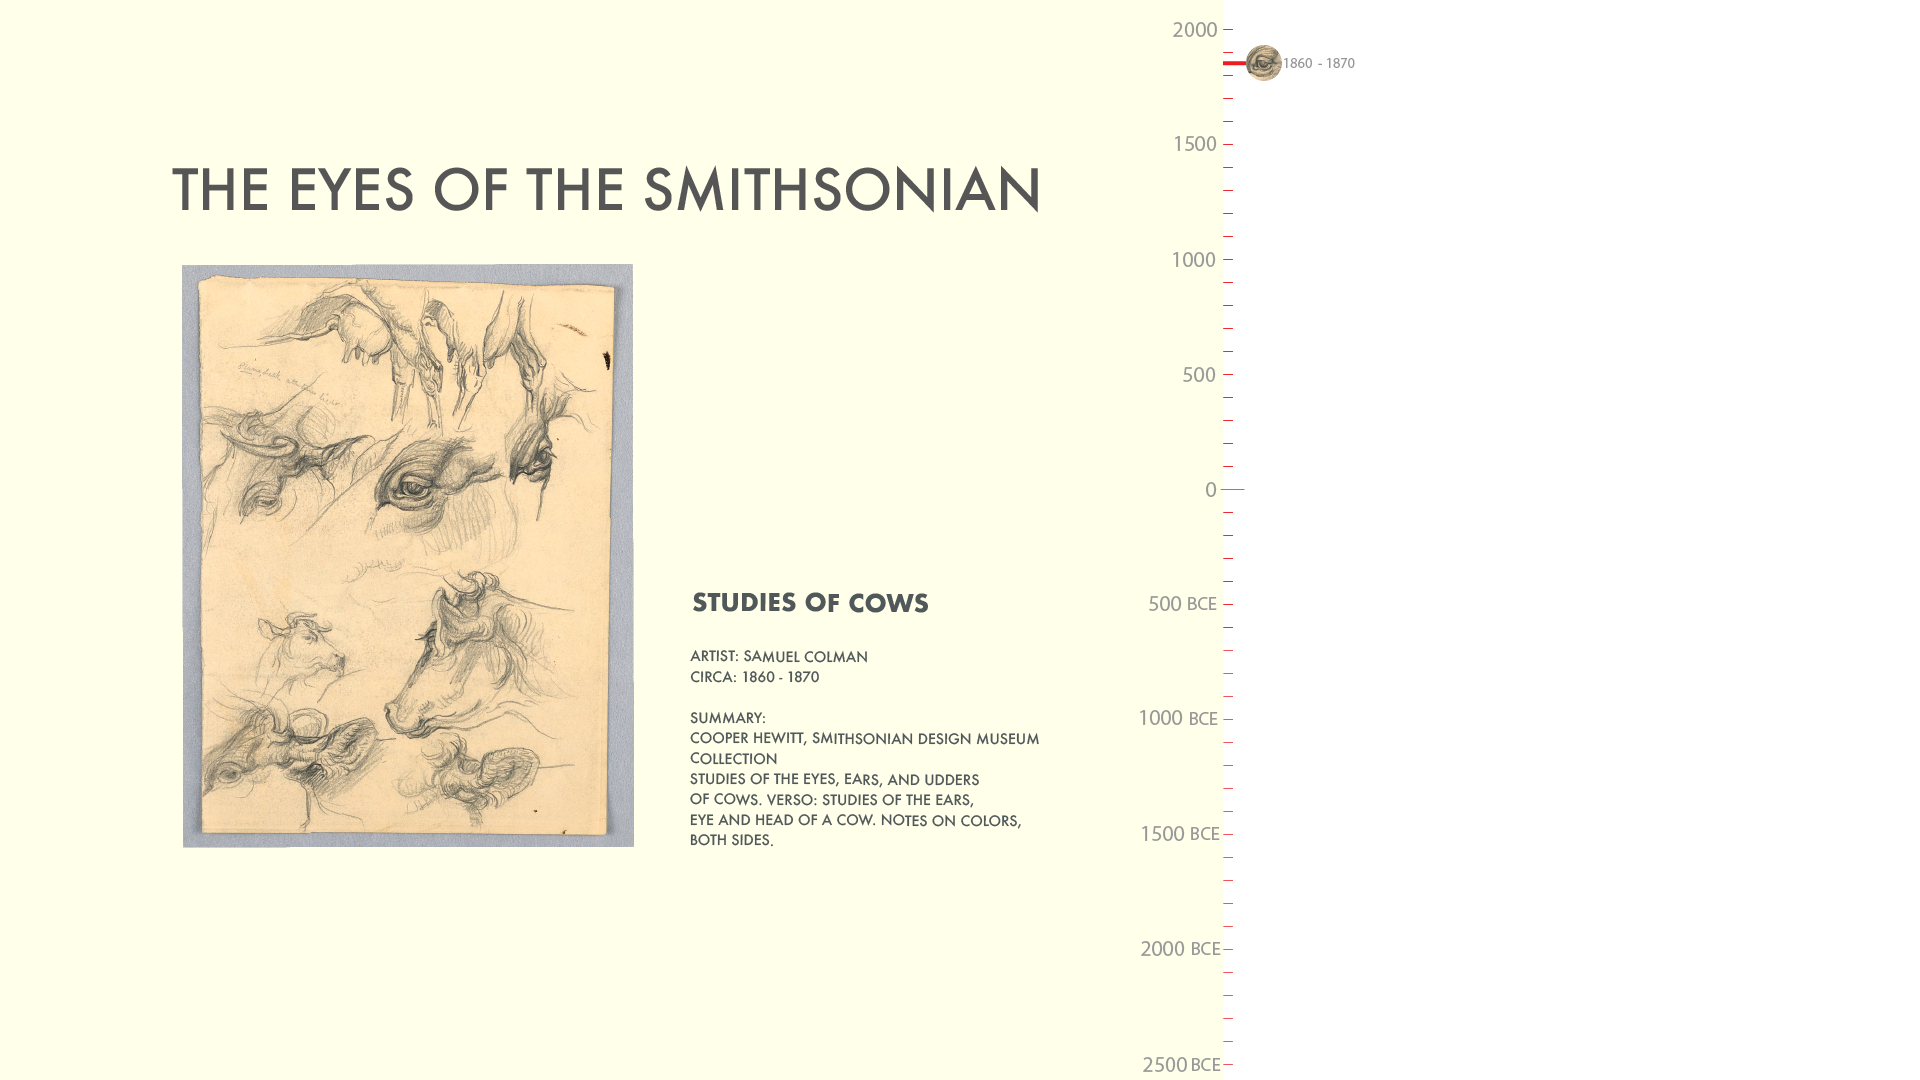 THE EYES OF THE SMITHSONIAN
STUDIES OF COWS
ARTIST: SAMUEL COLMAN
CIRCA: 1860 - 1870
SUMMARY:
COOPER HEWITT, SMITHSONIAN DESIGN MUSEUM
COLLECTION
STUDIES OF THE EYES, EARS, AND UDDERS
OF COWS. VERSO: STUDIES OF THE EARS,
EYE AND HEAD OF A COW. NOTES ON COLORS,
BOTH SIDES.
2000
1860 - 1870
1500
1000
500
0
500 BCE
1000 BCE
1500 BCE
2000 BCE
2500 BCE